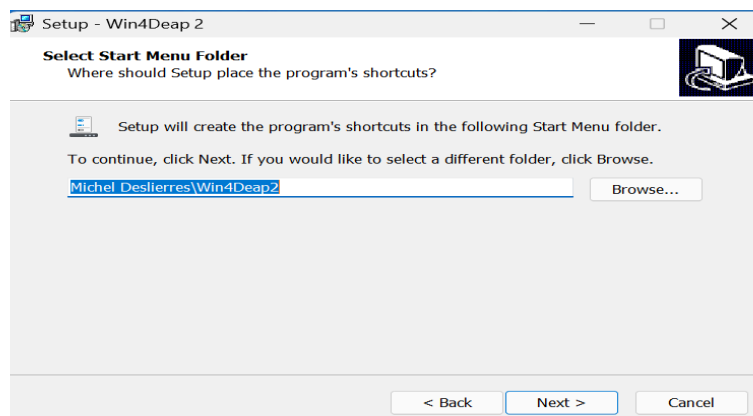 Setup - Win4Deap 2
Select Start Menu Folder
Where should Setup place the program's shortcuts?
Setup will create the program's shortcuts in the following Start Menu folder.
To continue, click Next. If you would like to select a different folder, click Browse.
Michel Deslierres\Win4Deap2
Browse...
< Back
Next >
Cancel